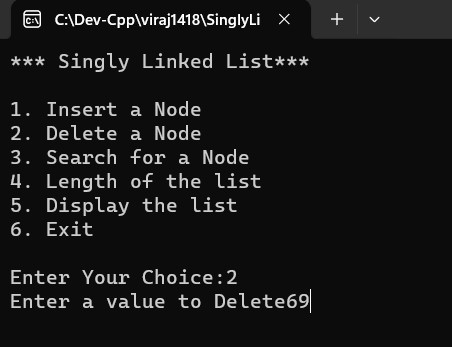 C:\Dev-Cpp\viraj1418\SinglyLi
*** Singly Linked List***
1. Insert a Node
2. Delete a Node
3. Search for a Node
4. Length of the list
5. Display the list
6. Exit
Enter Your Choice:2
Enter a value to Delete69